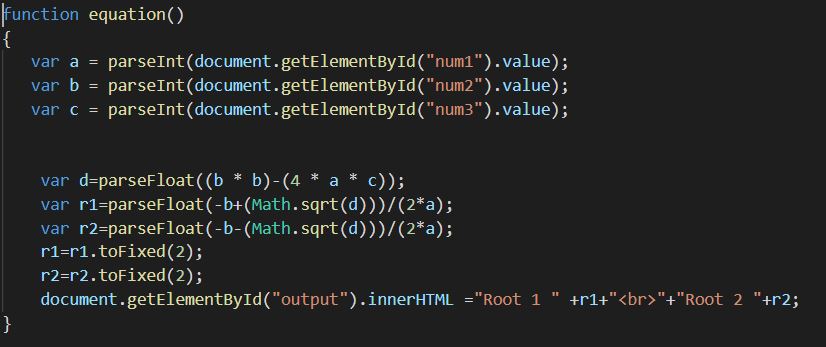 function equation()
{
var a = parseInt(document.getElementById("num1").value);
var b = parseInt(document.getElementById("num2").value);
var c = parseInt(document.getElementById("num3").value);
var d=parseFloat((b * b)-(4 * a * c));
var r1=parseFloat(-b+(Math.sqrt(d)))/(2*a);
var r2=parseFloat(-b-(Math.sqrt(d)))/(2*a);
r1=r1.toFixed(2);
r2=r2.toFixed(2);
document.getElementById("output").innerHTML ="Root 1 " +r1+"<br>"+"Root 2 "+r2;
}